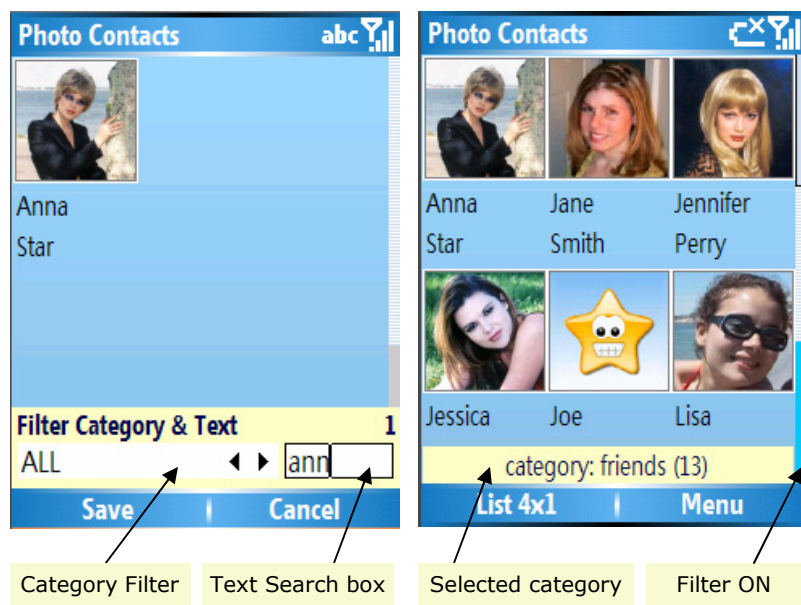 Photo Contacts abc
Anna
Star
Filter Category & Text 1
ALL ann
Save Cancel
Category Filter Text Search box
Photo Contacts
Anna Jane Jennifer
Star Smith Perry
Jessica Joe Lisa
category: friends (13)
List 4x1 Menu
Selected category Filter ON